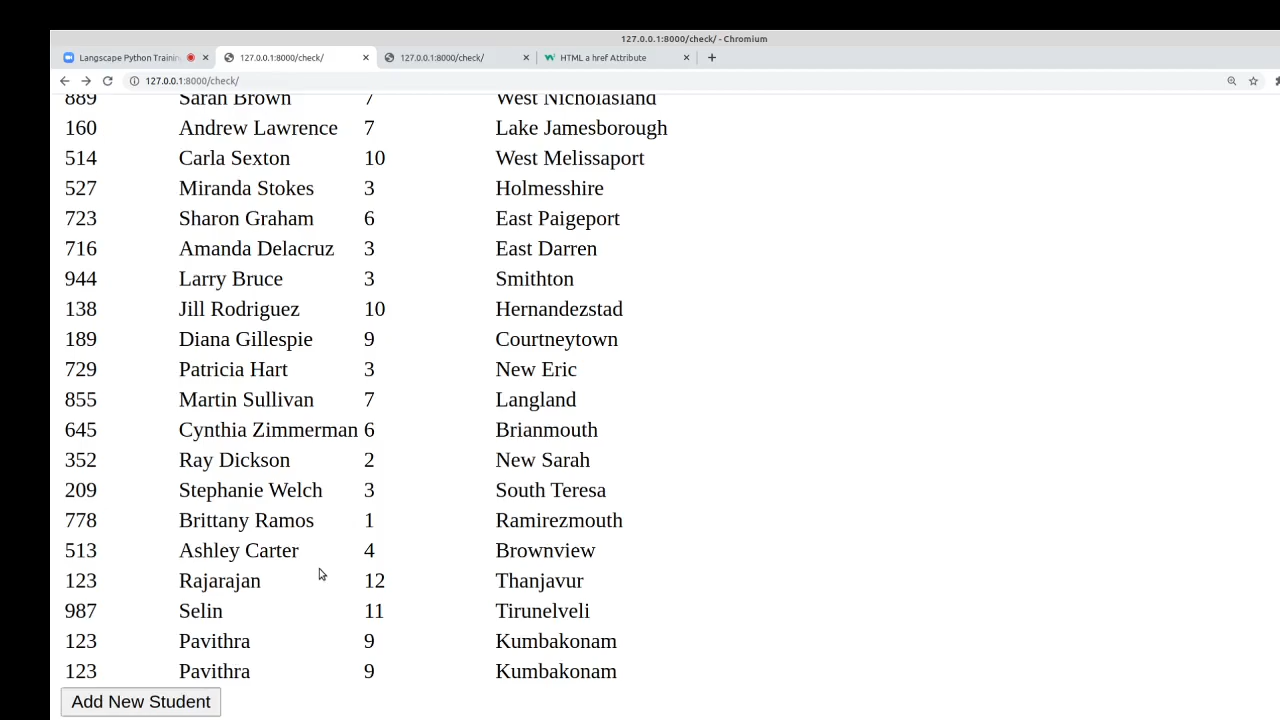 127.0.0.1:8000/check/ - Chromium
Langscape Python Trainin 127.0.0.1:8000/check/ 127.0.0.1:8000/check/ HTML a href Attribute
127.0.0.1:8000/check/
889 Sarah Brown 7 West Nicholasland
160 Andrew Lawrence 7 Lake Jamesborough
514 Carla Sexton 10 West Melissaport
527 Miranda Stokes 3 Holmesshire
723 Sharon Graham 6 East Paigeport
716 Amanda Delacruz 3 East Darren
944 Larry Bruce 3 Smithton
138 Jill Rodriguez 10 Hernandezstad
189 Diana Gillespie 9 Courtneytown
729 Patricia Hart 3 New Eric
855 Martin Sullivan 7 Langland
645 Cynthia Zimmerman 6 Brianmouth
352 Ray Dickson 2 New Sarah
209 Stephanie Welch 3 South Teresa
778 Brittany Ramos 1 Ramirezmouth
513 Ashley Carter 4 Brownview
123 Rajarajan 12 Thanjavur
987 Selin 11 Tirunelveli
123 Pavithra 9 Kumbakonam
123 Pavithra 9 Kumbakonam
Add New Student